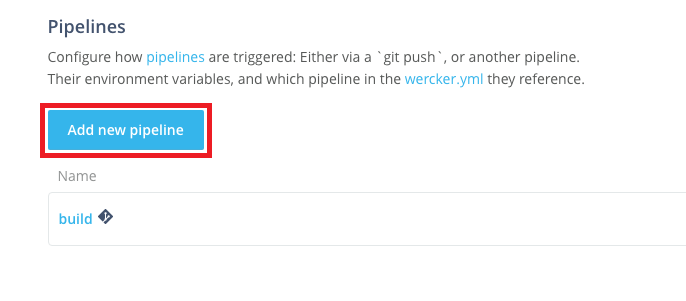 Pipelines
Configure how pipelines are triggered: Either via a `git push`, or another pipeline.
Their environment variables, and which pipeline in the wercker.yml they reference.
Add new pipeline
Name
build